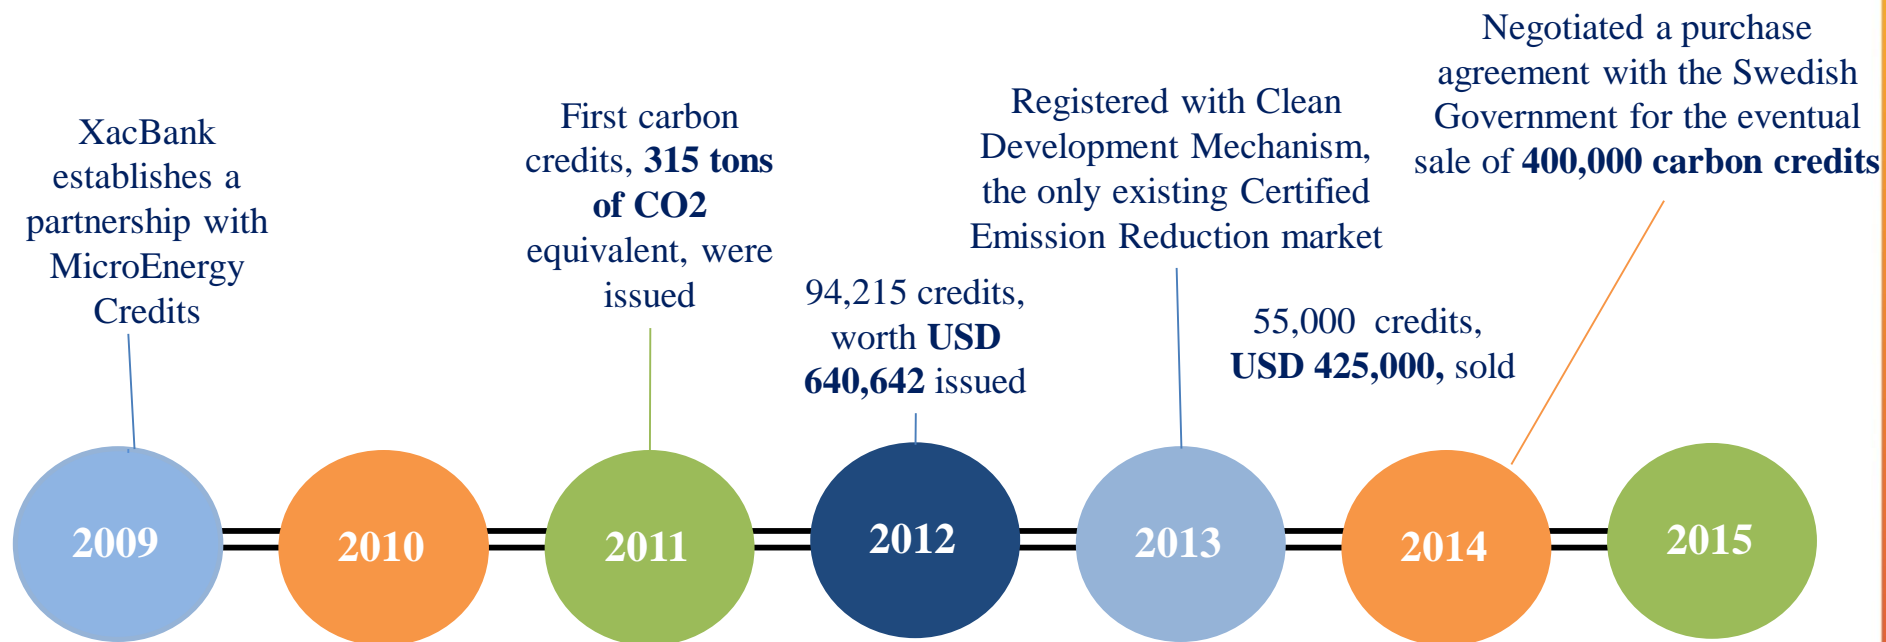 XacBank
establishes a
partnership with
MicroEnergy
Credits
First carbon
credits, 315 tons
of CO2
equivalent, were
issued
94,215 credits,
worth USD
640,642 issued
Registered with Clean
Development Mechanism,
the only existing Certified
Emission Reduction market
55,000 credits,
USD 425,000, sold
Negotiated a purchase
agreement with the Swedish
Government for the eventual
sale of 400,000 carbon credits
2009
2010
2011
2012
2013
2014
2015